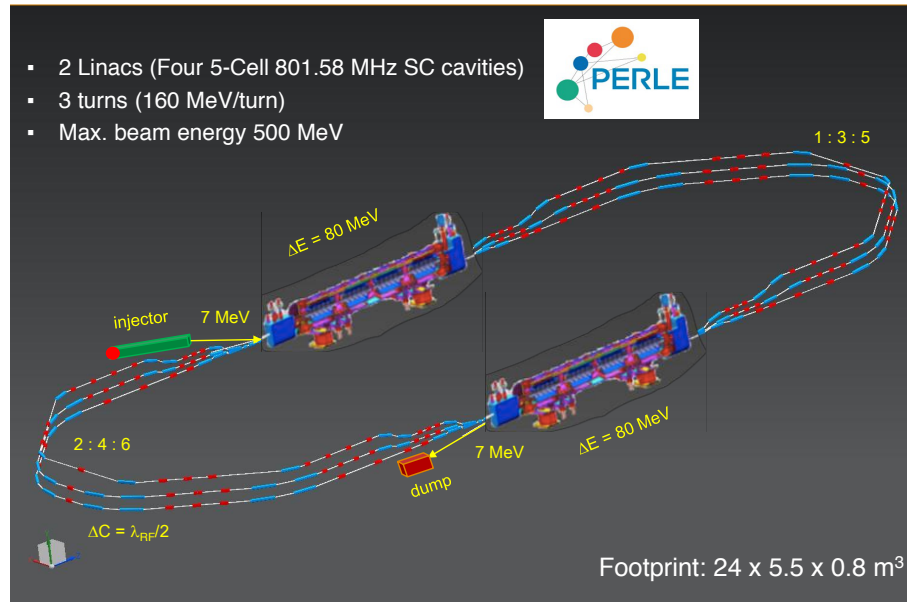 ▪ 2 Linacs (Four 5-Cell 801.58 MHz SC cavities)
▪ 3 turns (160 MeV/turn)
▪ Max. beam energy 500 MeV
PERLE
1 : 3 : 5
ΔE = 80 MeV
injector
7 MeV
2 : 4 : 6
7 MeV
ΔE = 80 MeV
dump
ΔC = λRF/2
Footprint: 24 x 5.5 x 0.8 m³